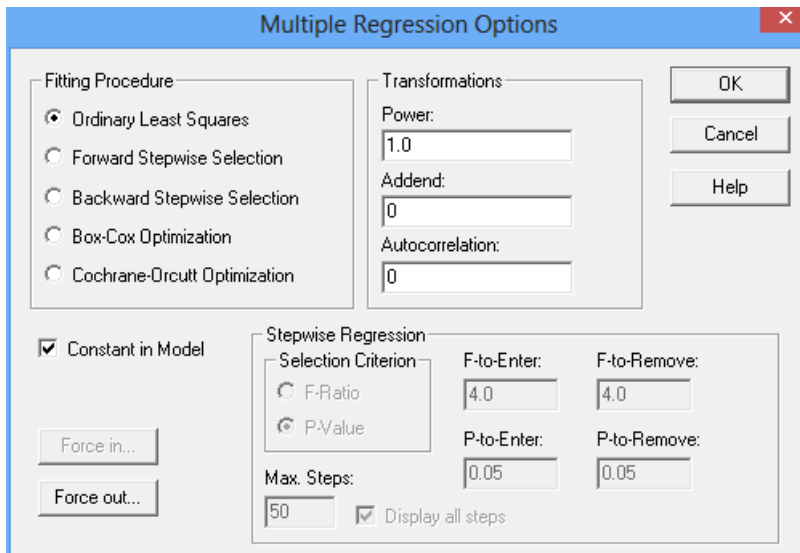 Multiple Regression Options
Fitting Procedure
Ordinary Least Squares
Forward Stepwise Selection
Backward Stepwise Selection
Box-Cox Optimization
Cochrane-Orcutt Optimization
Transformations
Power:
1.0
Addend:
0
Autocorrelation:
0
OK
Cancel
Help
Constant in Model
Force in...
Force out...
Stepwise Regression
Selection Criterion
F-Ratio
P-Value
F-to-Enter:
4.0
F-to-Remove:
4.0
P-to-Enter:
0.05
P-to-Remove:
0.05
Max. Steps:
50
Display all steps